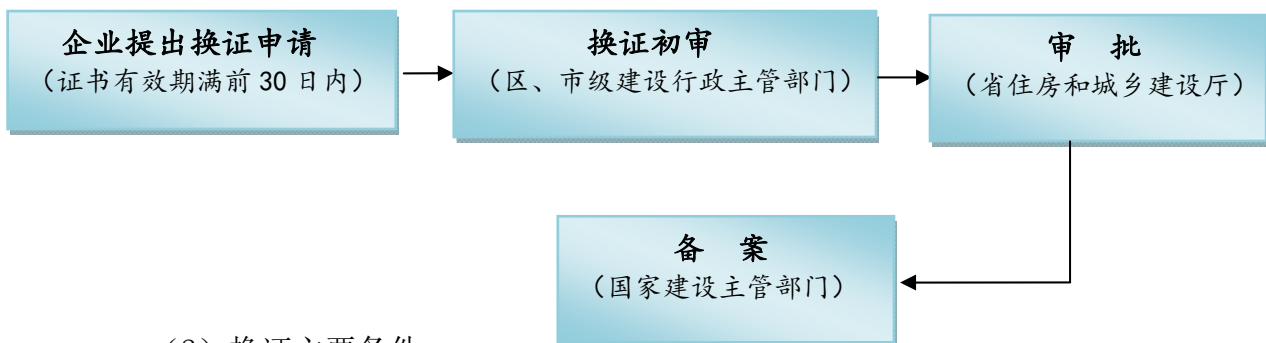 企业提出换证申请
（证书有效期满前 30 日内）
换证初审
（区、市级建设行政主管部门）
审 批
（省住房和城乡建设厅）
备 案
（国家建设主管部门）